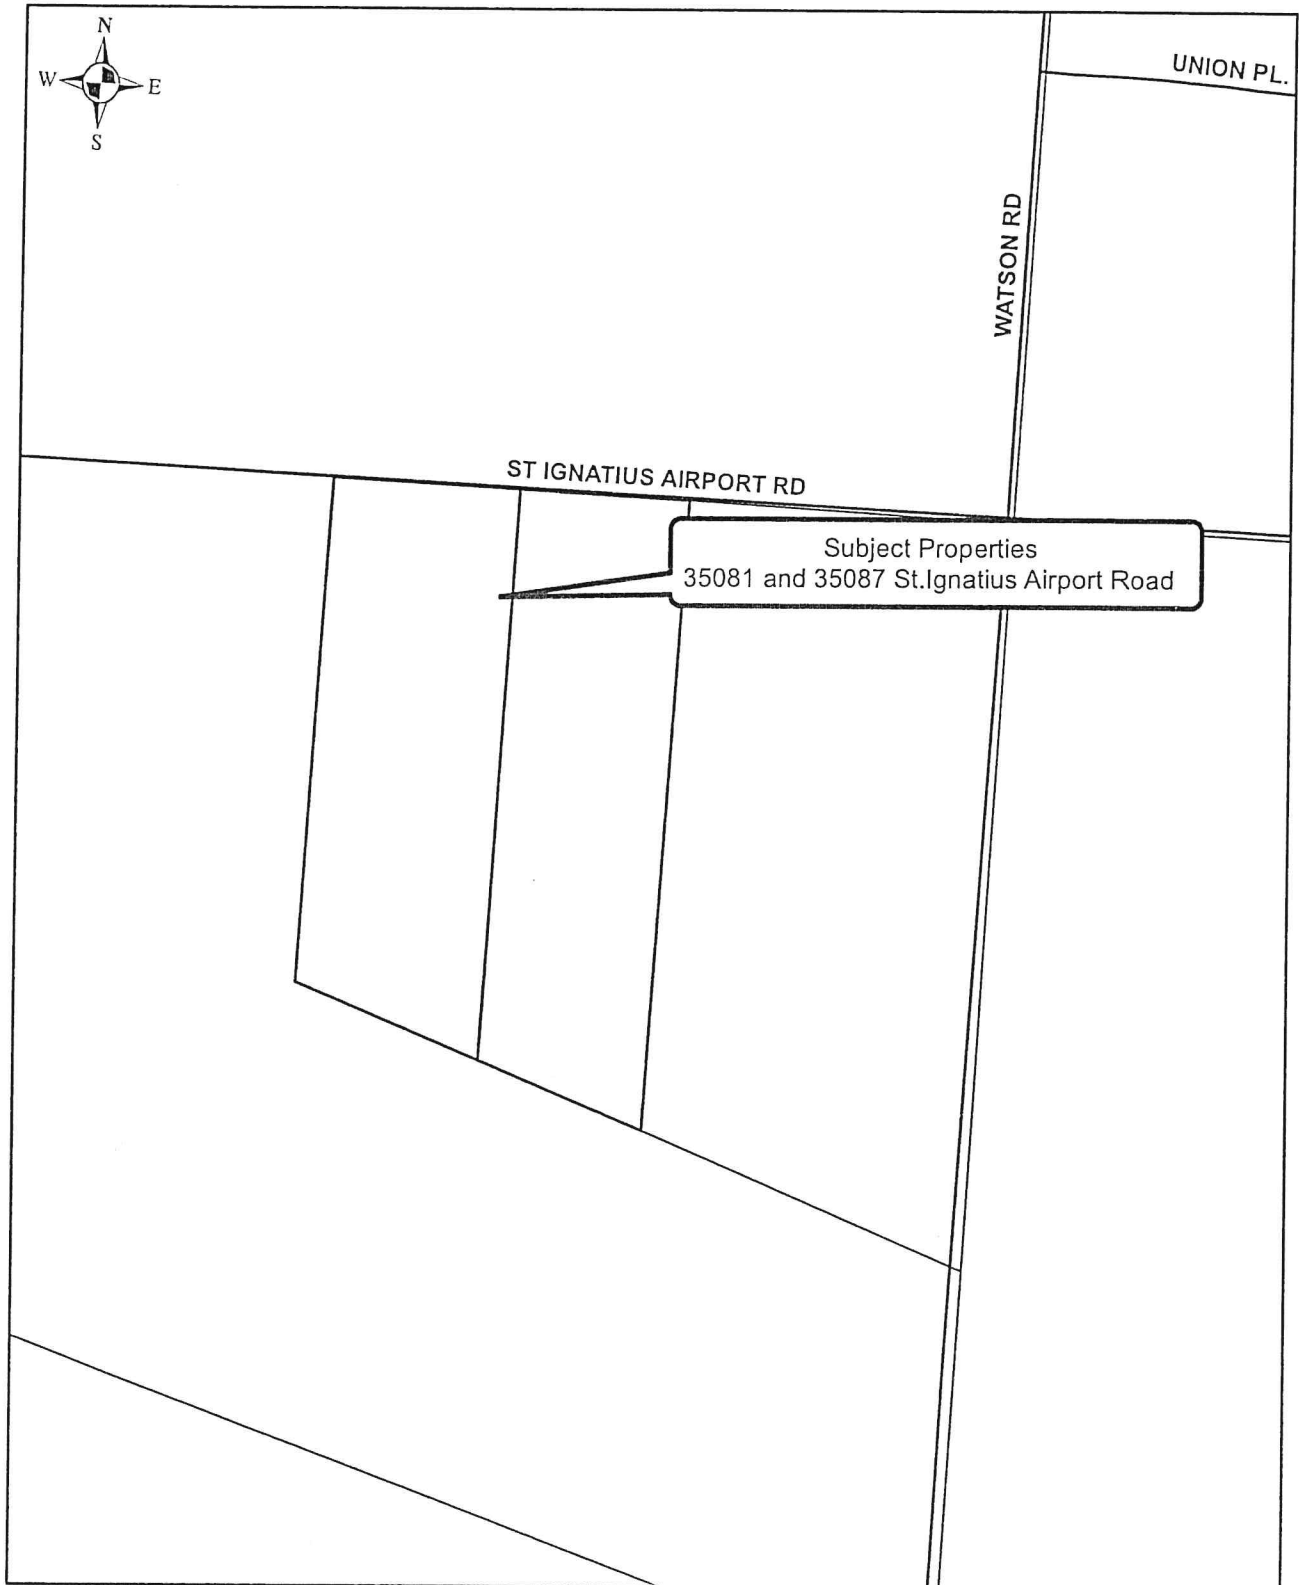 N
W E
S
UNION PL.
WATSON RD
ST IGNATIUS AIRPORT RD
Subject Properties
35081 and 35087 St.Ignatius Airport Road